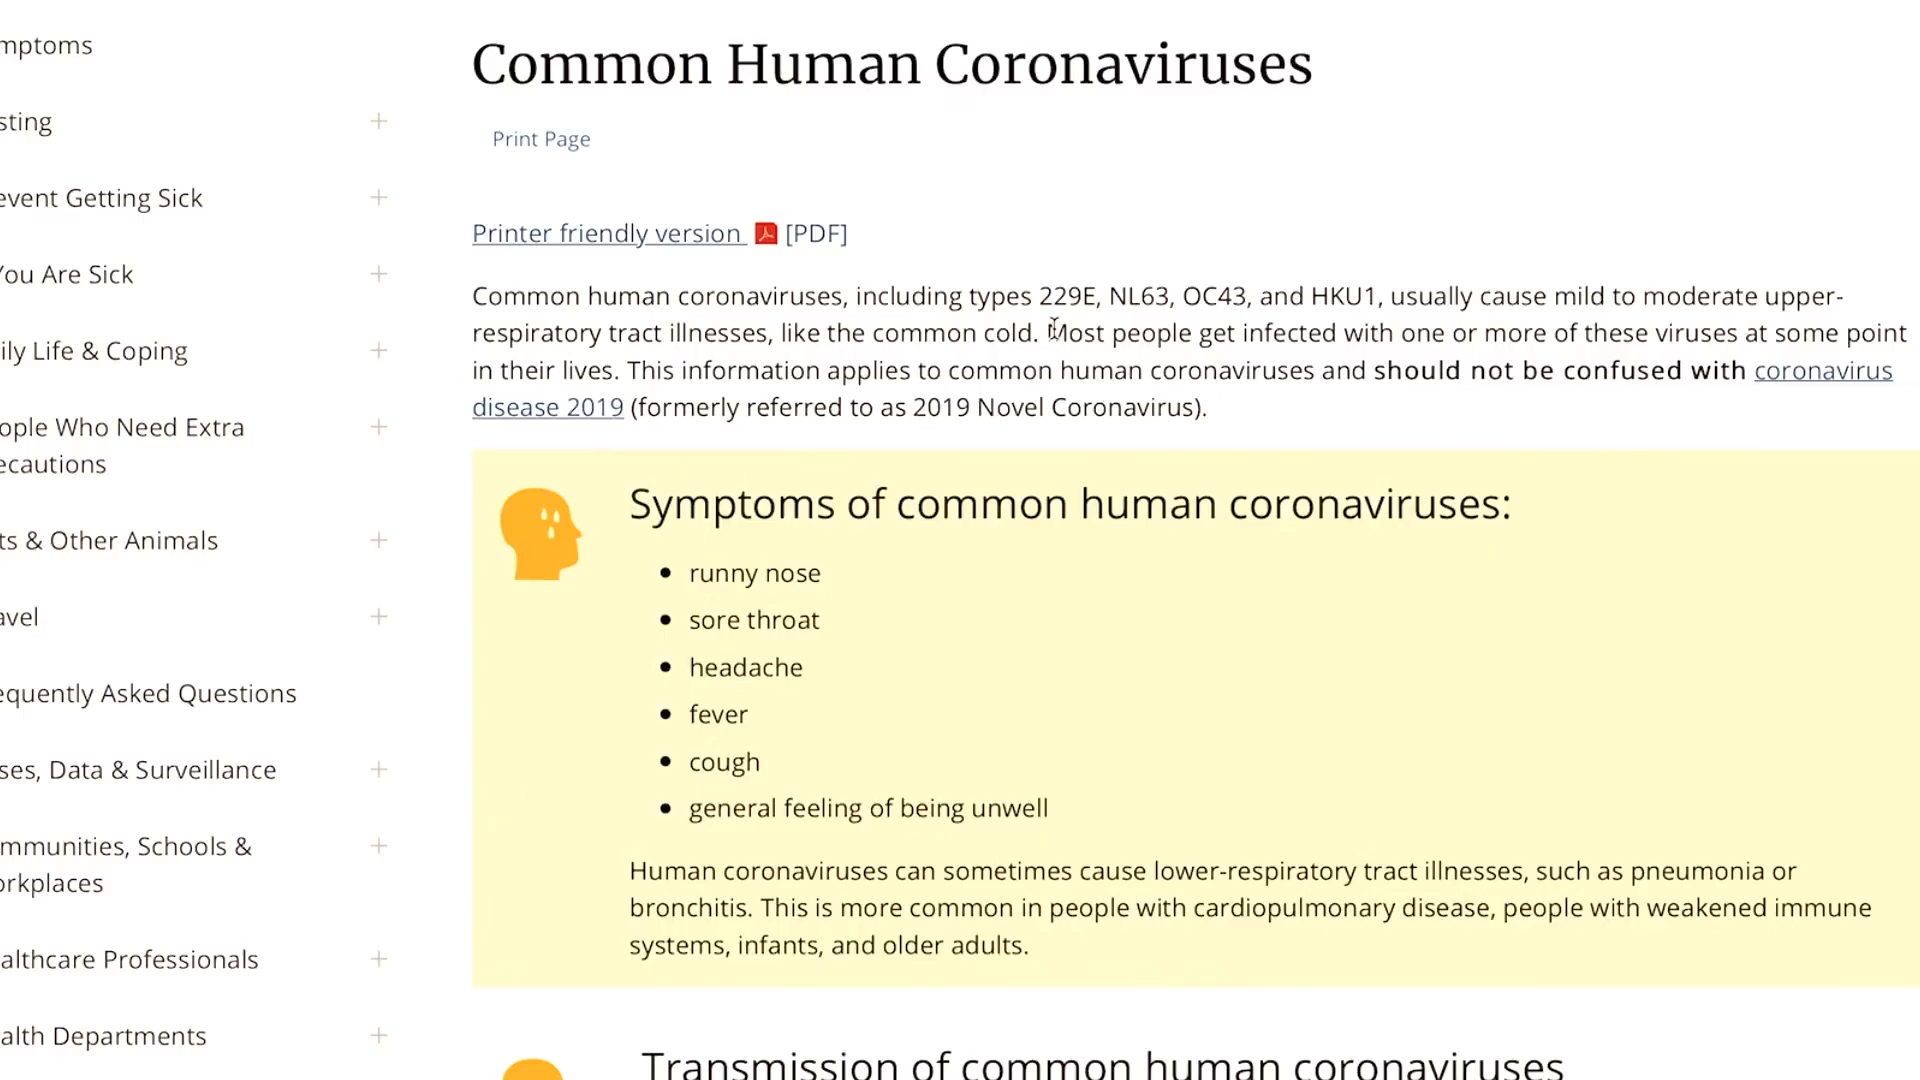 mptoms
sting
event Getting Sick
You Are Sick
ily Life & Coping
ople Who Need Extra
ecautions
ts & Other Animals
avel
equently Asked Questions
ses, Data & Surveillance
mmunities, Schools &
orkplaces
althcare Professionals
alth Departments
Common Human Coronaviruses
Print Page
Printer friendly version [PDF]
Common human coronaviruses, including types 229E, NL63, OC43, and HKU1, usually cause mild to moderate upper-
respiratory tract illnesses, like the common cold. Most people get infected with one or more of these viruses at some point
in their lives. This information applies to common human coronaviruses and should not be confused with coronavirus
disease 2019 (formerly referred to as 2019 Novel Coronavirus).
Symptoms of common human coronaviruses:
• runny nose
• sore throat
• headache
• fever
• cough
• general feeling of being unwell
Human coronaviruses can sometimes cause lower-respiratory tract illnesses, such as pneumonia or
bronchitis. This is more common in people with cardiopulmonary disease, people with weakened immune
systems, infants, and older adults.
Transmission of common human coronaviruses